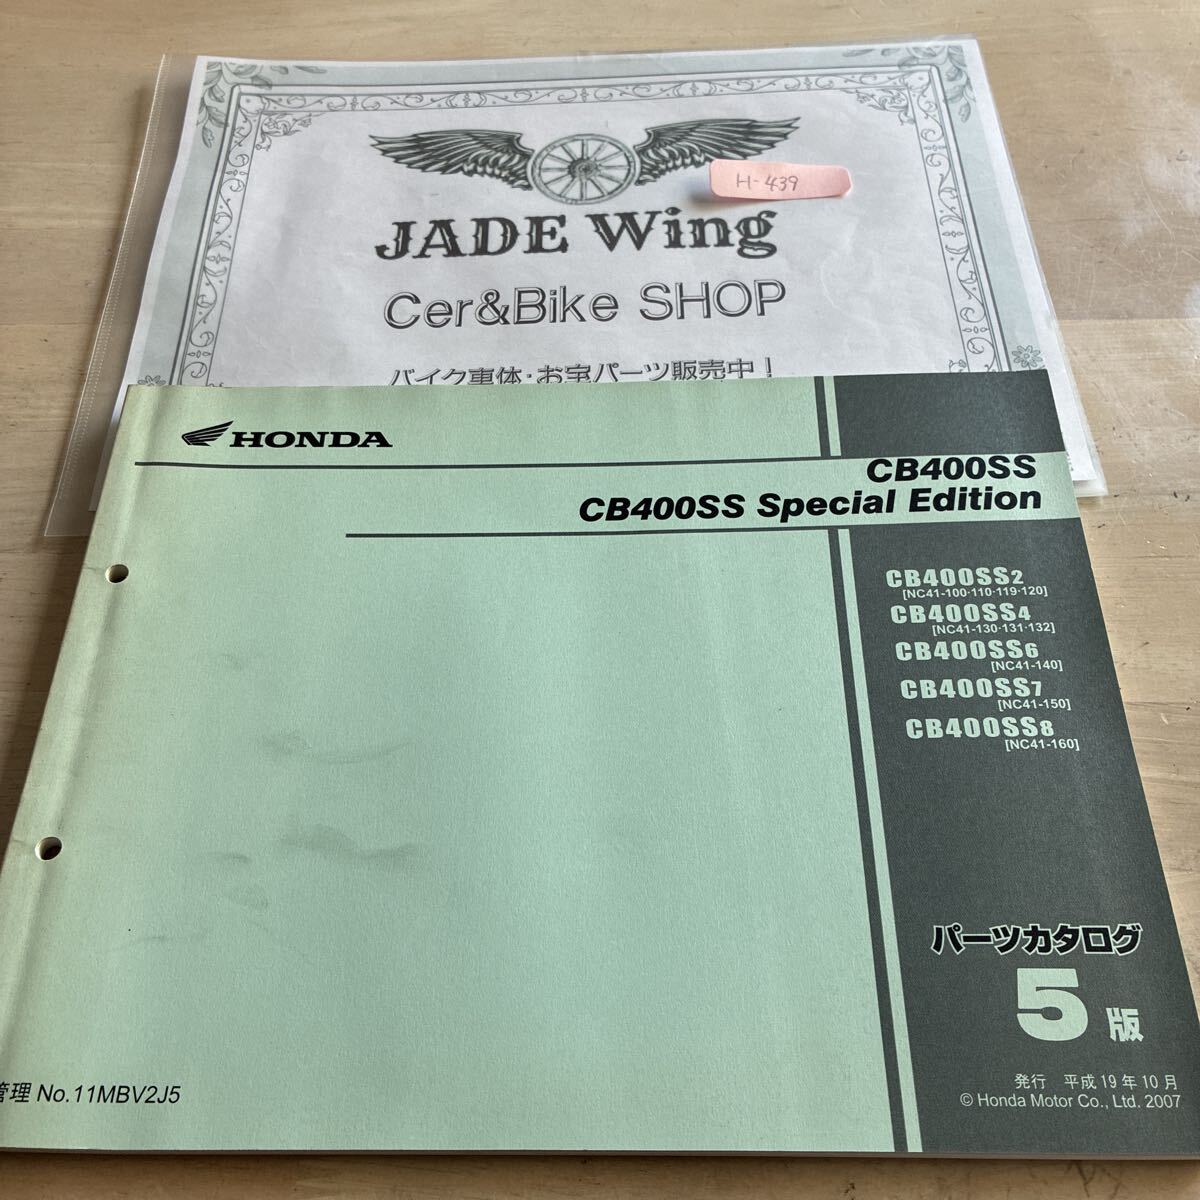 H-439
JADE Wing
Cer&Bike SHOP
バイク車体・お宝パーツ販売中！
HONDA
CB400SS
CB400SS Special Edition
CB400SS2
[NC41-100·110·119·120]
CB400SS4
[NC41-130·131·132]
CB400SS6
[NC41-140]
CB400SS7
[NC41-150]
CB400SS8
[NC41-160]
パーツカタログ
5版
管理 No.11MBV2J5
発行 平成19年10月
© Honda Motor Co., Ltd. 2007